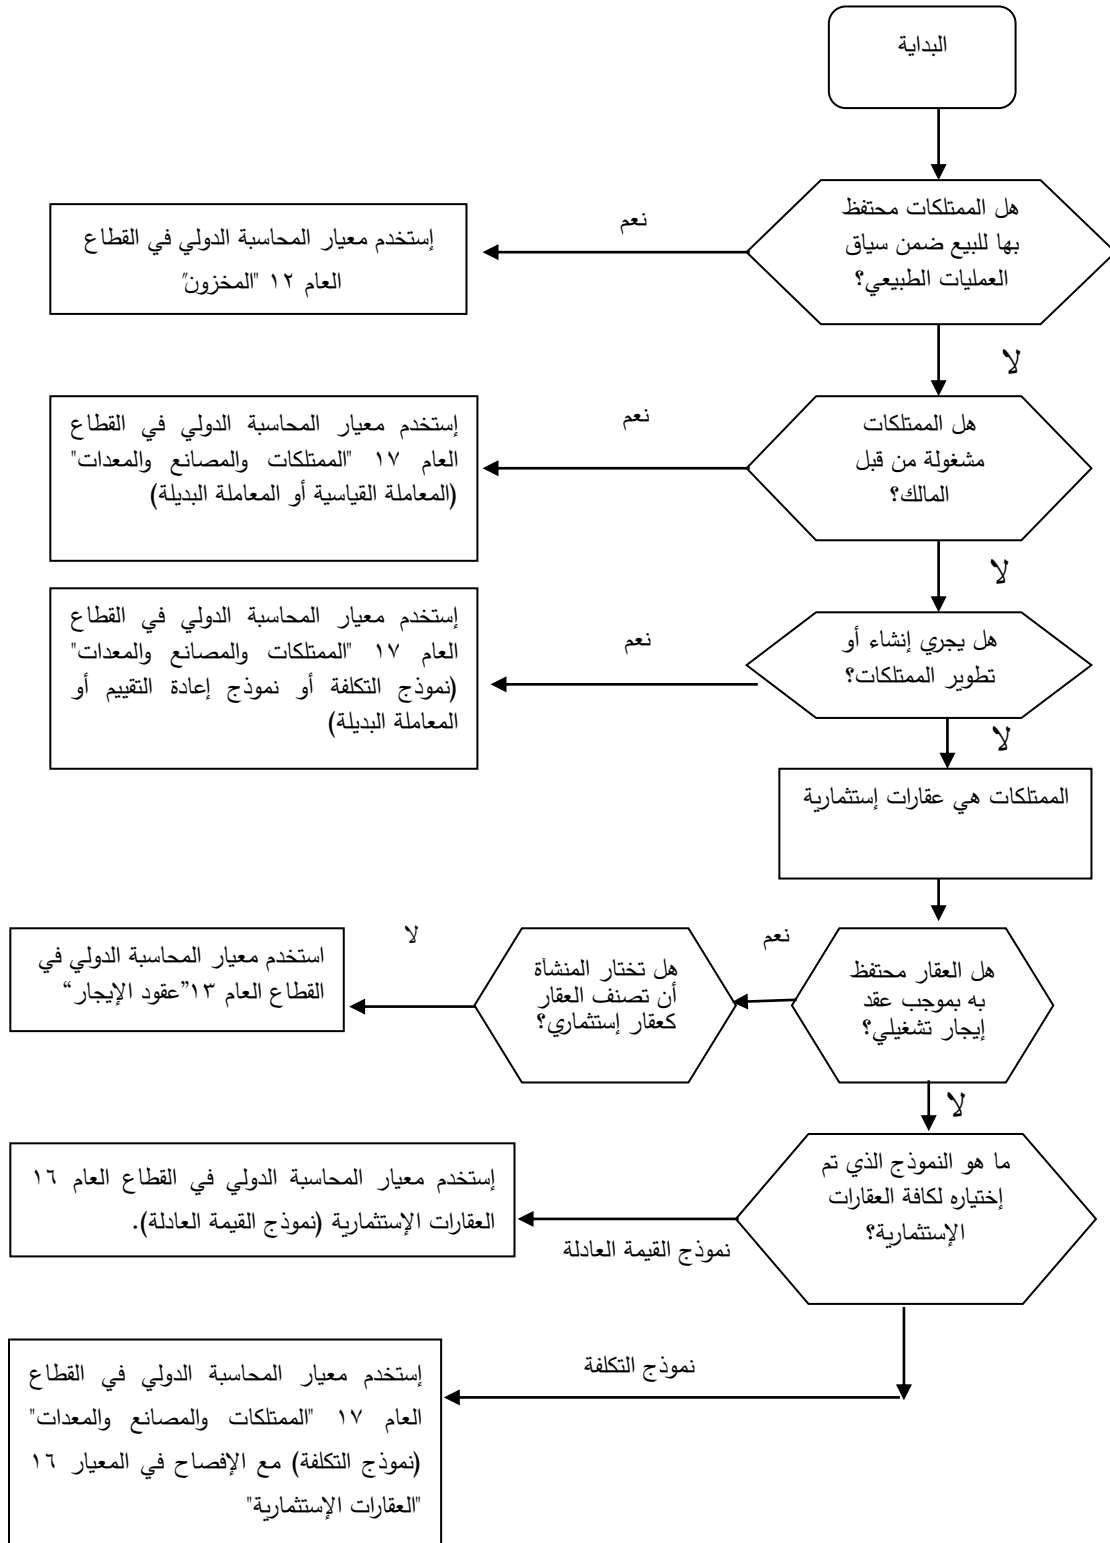 البداية
هل الممتلكات محتفظ
بها للبيع ضمن سياق
العمليات الطبيعي؟
نعم
إستخدم معيار المحاسبة الدولي في القطاع
العام ١٢ "المخزون"
لا
هل الممتلكات
مشغولة من قبل
المالك؟
نعم
إستخدم معيار المحاسبة الدولي في القطاع
العام ١٧ "الممتلكات والمصانع والمعدات"
(المعاملة القياسية أو المعاملة البديلة)
لا
هل يجري إنشاء أو
تطوير الممتلكات؟
نعم
إستخدم معيار المحاسبة الدولي في القطاع
العام ١٧ "الممتلكات والمصانع والمعدات"
(نموذج التكلفة أو نموذج إعادة التقييم أو
المعاملة البديلة)
لا
الممتلكات هي عقارات إستثمارية
هل العقار محتفظ
به بموجب عقد
إيجار تشغيلي؟
نعم
هل تختار المنشأة
أن تصنف العقار
كعقار إستثماري؟
لا
استخدم معيار المحاسبة الدولي في
القطاع العام ١٣"عقود الإيجار“
لا
ما هو النموذج الذي تم
إختياره لكافة العقارات
الإستثمارية؟
نموذج القيمة العادلة
إستخدم معيار المحاسبة الدولي في القطاع العام ١٦
العقارات الإستثمارية (نموذج القيمة العادلة).
نموذج التكلفة
إستخدم معيار المحاسبة الدولي في القطاع
العام ١٧ "الممتلكات والمصانع والمعدات"
(نموذج التكلفة) مع الإفصاح في المعيار ١٦
"العقارات الإستثمارية"